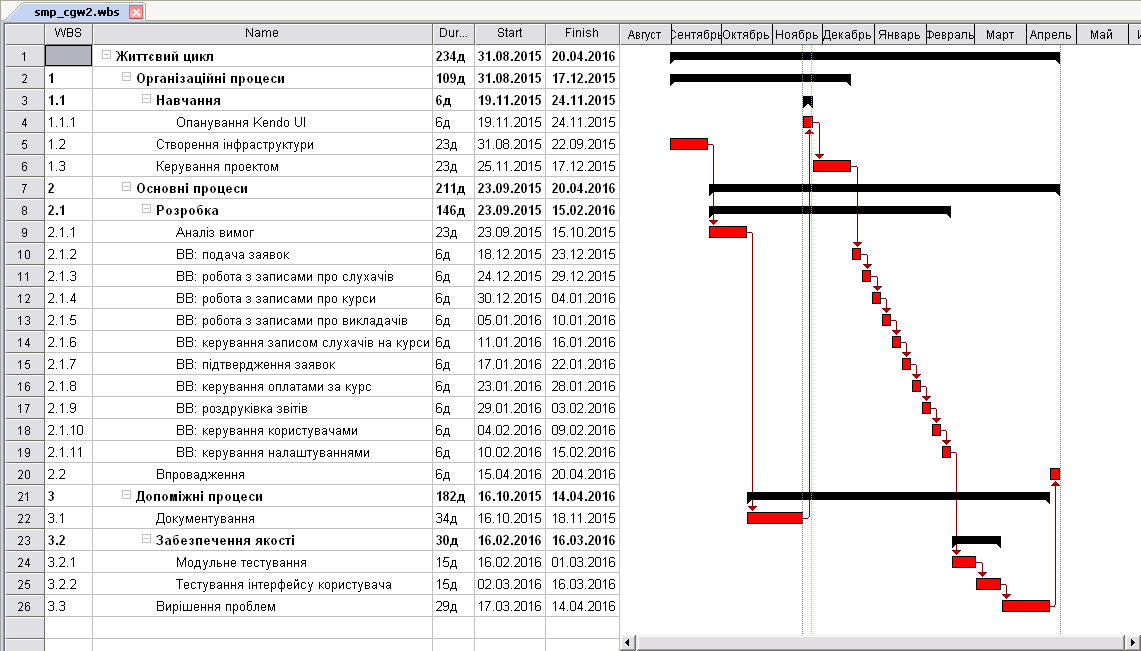 smp_cgw2.wbs
WBS Name Dur... Start Finish Август Сентябрь Октябрь Ноябрь Декабрь Январь Февраль Март Апрель Май
1 Життєвий цикл 234д 31.08.2015 20.04.2016
2 1 Організаційні процеси 109д 31.08.2015 17.12.2015
3 1.1 Навчання 6д 19.11.2015 24.11.2015
4 1.1.1 Опанування Kendo UI 6д 19.11.2015 24.11.2015
5 1.2 Створення інфраструктури 23д 31.08.2015 22.09.2015
6 1.3 Керування проектом 23д 25.11.2015 17.12.2015
7 2 Основні процеси 211д 23.09.2015 20.04.2016
8 2.1 Розробка 146д 23.09.2015 15.02.2016
9 2.1.1 Аналіз вимог 23д 23.09.2015 15.10.2015
10 2.1.2 ВВ: подача заявок 6д 18.12.2015 23.12.2015
11 2.1.3 ВВ: робота з записами про слухачів 6д 24.12.2015 29.12.2015
12 2.1.4 ВВ: робота з записами про курси 6д 30.12.2015 04.01.2016
13 2.1.5 ВВ: робота з записами про викладачів 6д 05.01.2016 10.01.2016
14 2.1.6 ВВ: керування записом слухачів на курси 6д 11.01.2016 16.01.2016
15 2.1.7 ВВ: підтвердження заявок 6д 17.01.2016 22.01.2016
16 2.1.8 ВВ: керування оплатами за курс 6д 23.01.2016 28.01.2016
17 2.1.9 ВВ: роздруківка звітів 6д 29.01.2016 03.02.2016
18 2.1.10 ВВ: керування користувачами 6д 04.02.2016 09.02.2016
19 2.1.11 ВВ: керування налаштуваннями 6д 10.02.2016 15.02.2016
20 2.2 Впровадження 6д 15.04.2016 20.04.2016
21 3 Допоміжні процеси 182д 16.10.2015 14.04.2016
22 3.1 Документування 34д 16.10.2015 18.11.2015
23 3.2 Забезпечення якості 30д 16.02.2016 16.03.2016
24 3.2.1 Модульне тестування 15д 16.02.2016 01.03.2016
25 3.2.2 Тестування інтерфейсу користувача 15д 02.03.2016 16.03.2016
26 3.3 Вирішення проблем 29д 17.03.2016 14.04.2016